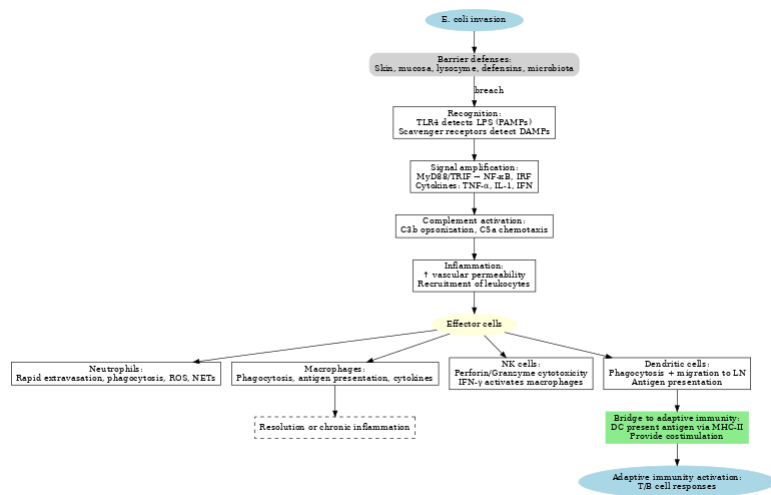 E. coli invasion
Barrier defenses:
Skin, mucosa, lysozyme, defensins, microbiota
breach
Recognition:
TLR4 detects LPS (PAMPs)
Scavenger receptors detect DAMPs
Signal amplification:
MyD88/TRIF → NF-κB, IRF
Cytokines: TNF-α, IL-1, IFN
Complement activation:
C3b opsonization, C5a chemotaxis
Inflammation:
↑ vascular permeability
Recruitment of leukocytes
Effector cells
Neutrophils:
Rapid extravasation, phagocytosis, ROS, NETs
Macrophages:
Phagocytosis, antigen presentation, cytokines
NK cells:
Perforin/Granzyme cytotoxicity
IFN-γ activates macrophages
Dendritic cells:
Phagocytosis + migration to LN
Antigen presentation
Resolution or chronic inflammation
Bridge to adaptive immunity:
DC present antigen via MHC-II
Provide costimulation
Adaptive immunity activation:
T/B cell responses